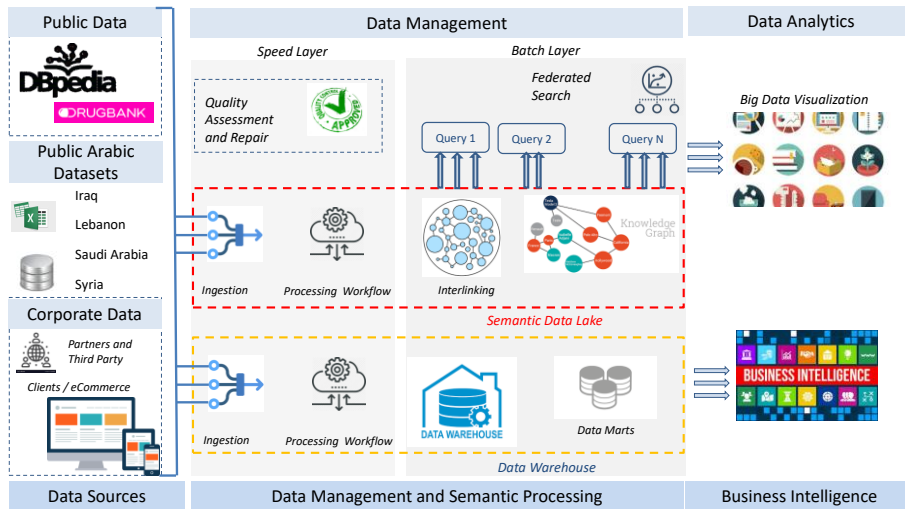 Public Data
DBpedia
DRUGBANK
Public Arabic
Datasets
Iraq
Lebanon
Saudi Arabia
Syria
Corporate Data
Partners and
Third Party
Clients / eCommerce
Data Sources
Data Management
Speed Layer
Batch Layer
Quality
Assessment
and Repair
QUALITY CONTROL
APPROVED
Federated
Search
Query 1
Query 2
Query N
Knowledge
Graph
Ingestion
Processing Workflow
Interlinking
Semantic Data Lake
DATA WAREHOUSE
Data Marts
Ingestion
Processing Workflow
Data Warehouse
Data Management and Semantic Processing
Data Analytics
Big Data Visualization
BUSINESS INTELLIGENCE
Business Intelligence